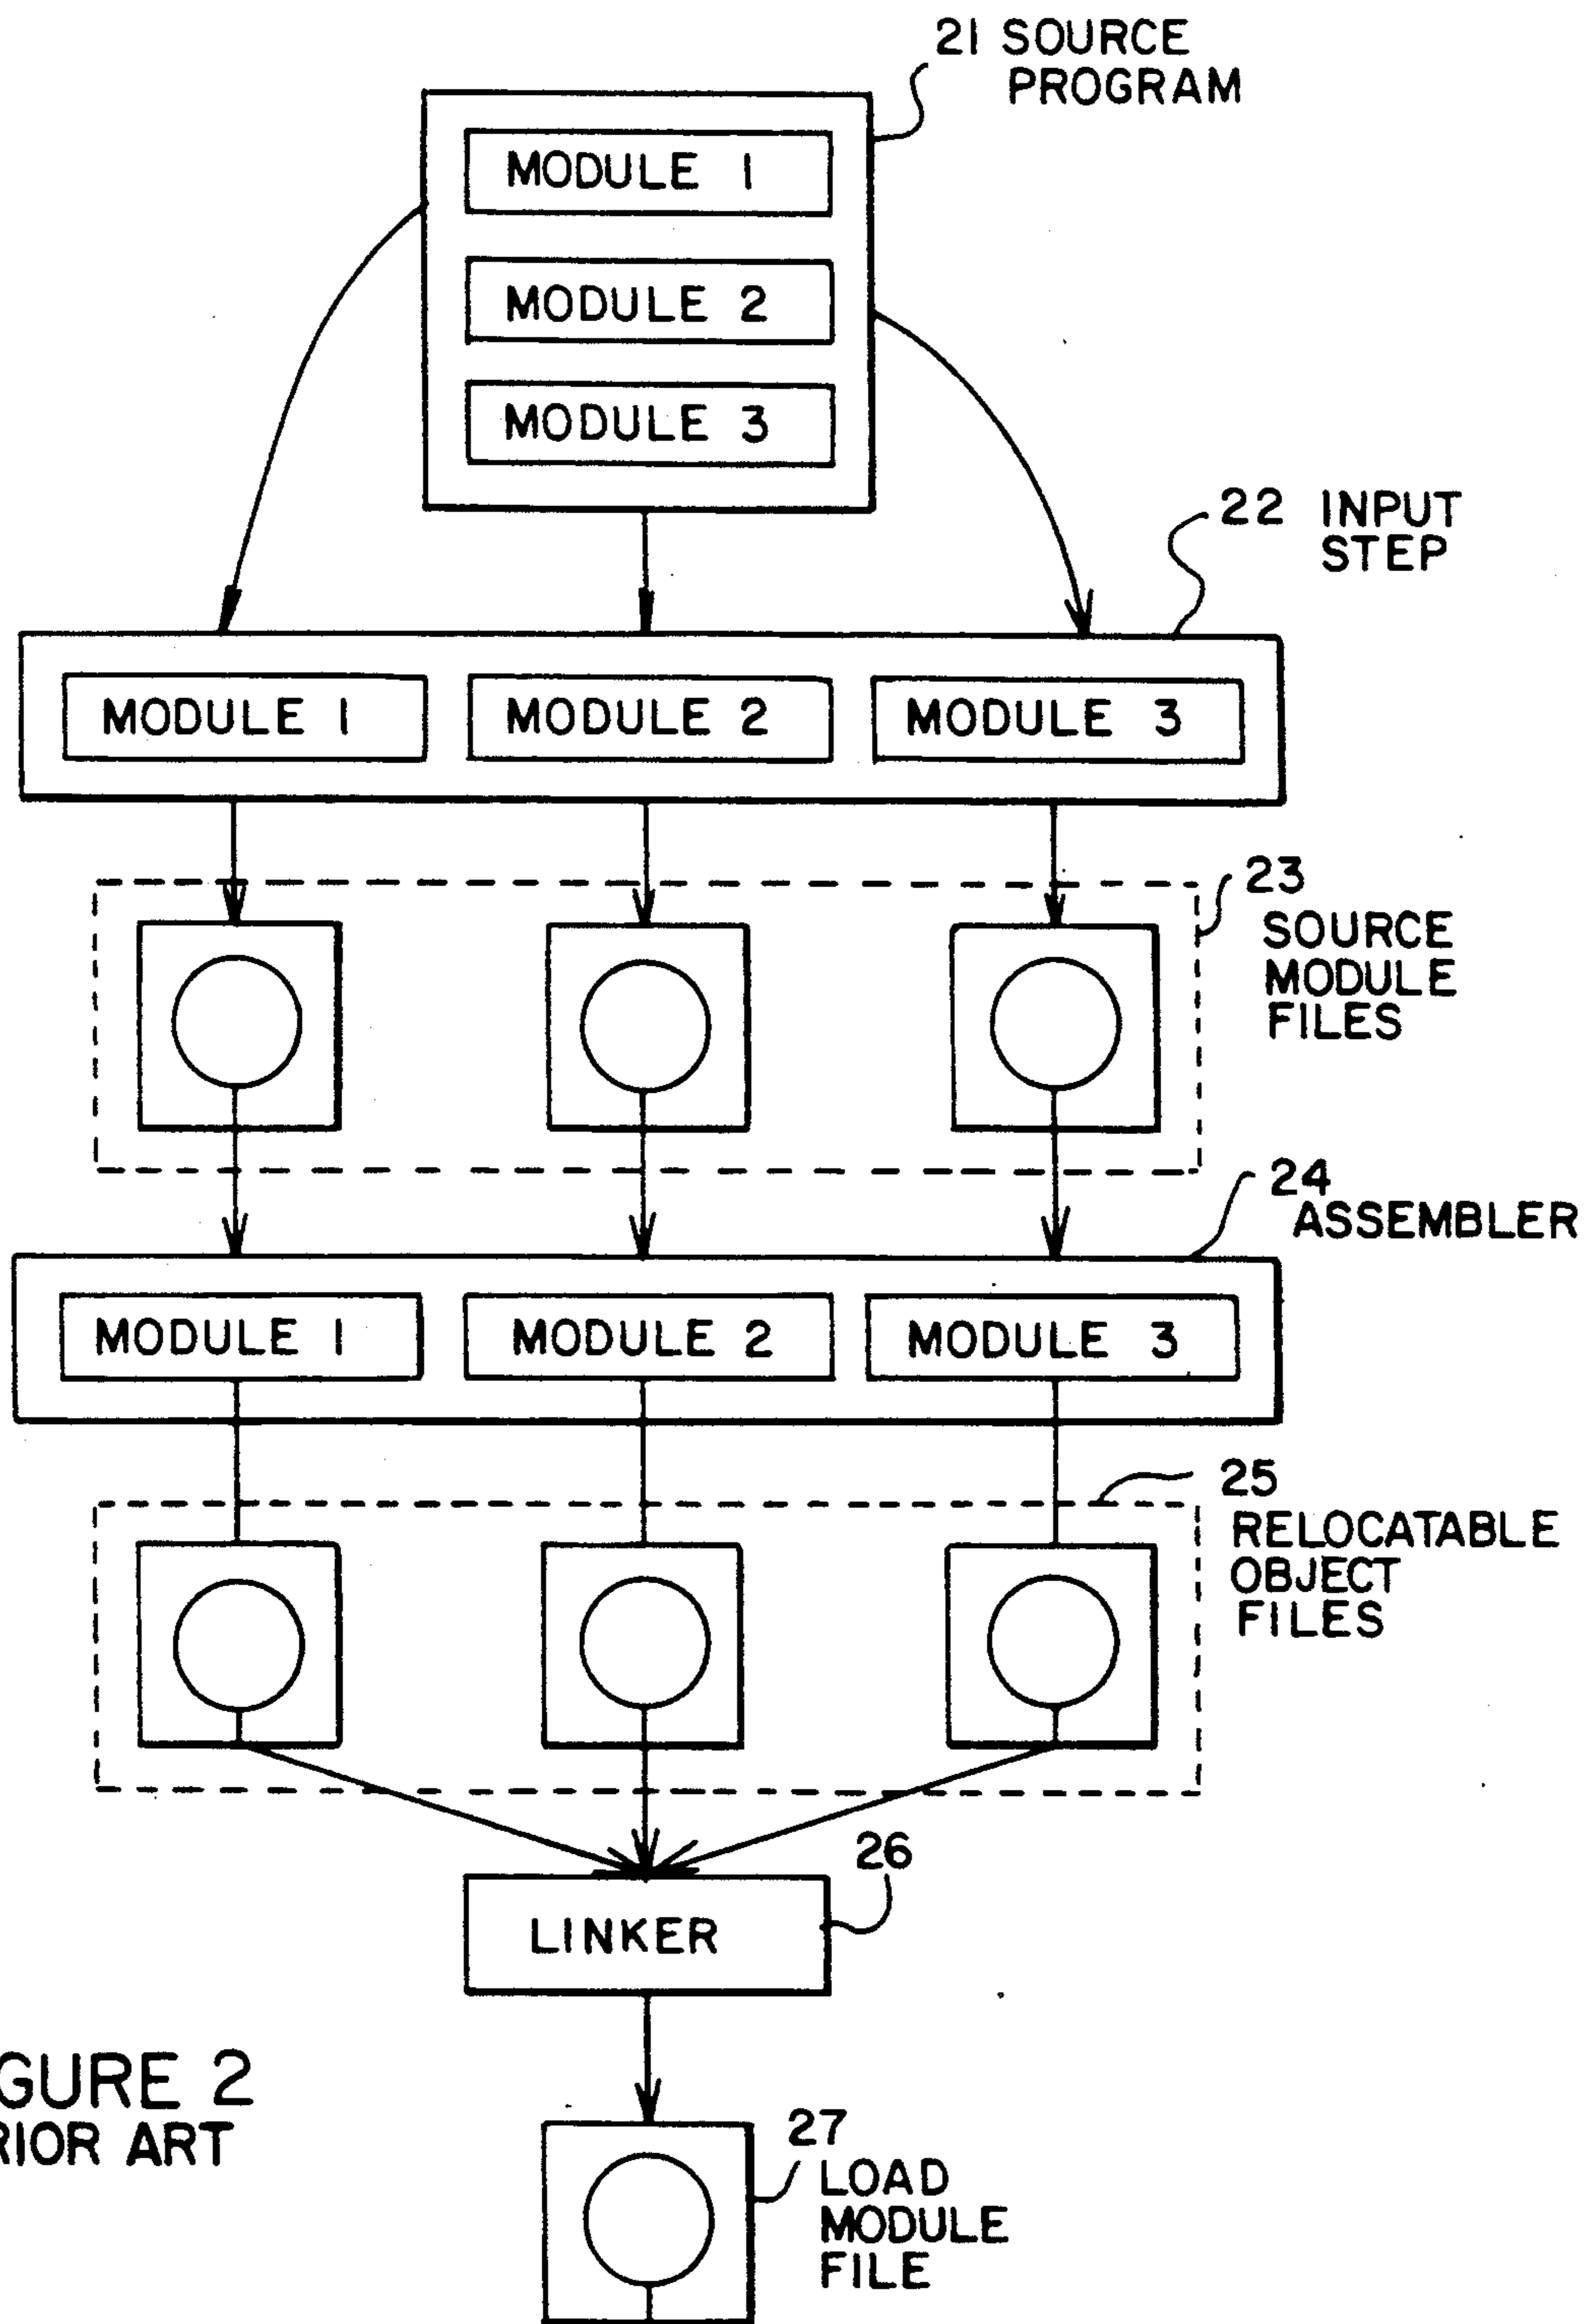 21 SOURCE
PROGRAM
MODULE 1
MODULE 2
MODULE 3
22 INPUT
STEP
MODULE 1
MODULE 2
MODULE 3
23
SOURCE
MODULE
FILES
24
ASSEMBLER
MODULE 1
MODULE 2
MODULE 3
25
RELOCATABLE
OBJECT
FILES
26
LINKER
GURE 2
RIOR ART
27
LOAD
MODULE
FILE